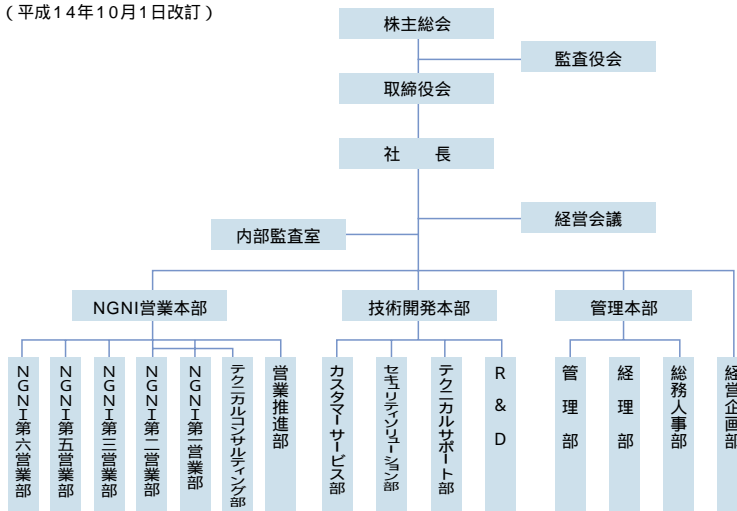 （平成14年10月1日改訂）
株主総会
監査役会
取締役会
社　長
経営会議
内部監査室
NGNI営業本部
技術開発本部
管理本部
NGNI第六営業部
NGNI第五営業部
NGNI第三営業部
NGNI第二営業部
NGNI第一営業部
テクニカルコンサルティング部
営業推進部
カスタマーサービス部
セキュリティソリューション部
テクニカルサポート部
R&D
管理部
経理部
総務人事部
経営企画部